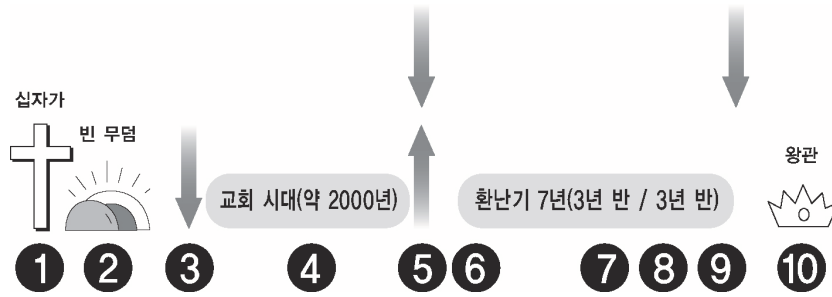 십자가
빈 무덤
왕관
교회 시대(약 2000년)
환난기 7년(3년 반 / 3년 반)
1 2 3 4 5 6 7 8 9 10